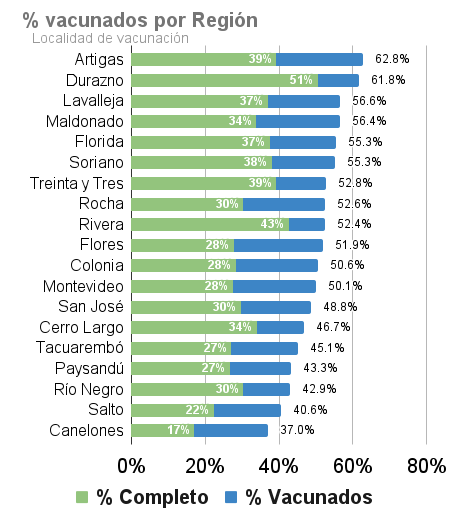 % vacunados por Región
Localidad de vacunación
Artigas 39% 62.8%
Durazno 51% 61.8%
Lavalleja 37% 56.6%
Maldonado 34% 56.4%
Florida 37% 55.3%
Soriano 38% 55.3%
Treinta y Tres 39% 52.8%
Rocha 30% 52.6%
Rivera 43% 52.4%
Flores 28% 51.9%
Colonia 28% 50.6%
Montevideo 28% 50.1%
San José 30% 48.8%
Cerro Largo 34% 46.7%
Tacuarembó 27% 45.1%
Paysandú 27% 43.3%
Río Negro 30% 42.9%
Salto 22% 40.6%
Canelones 17% 37.0%
0% 20% 40% 60% 80%
% Completo % Vacunados